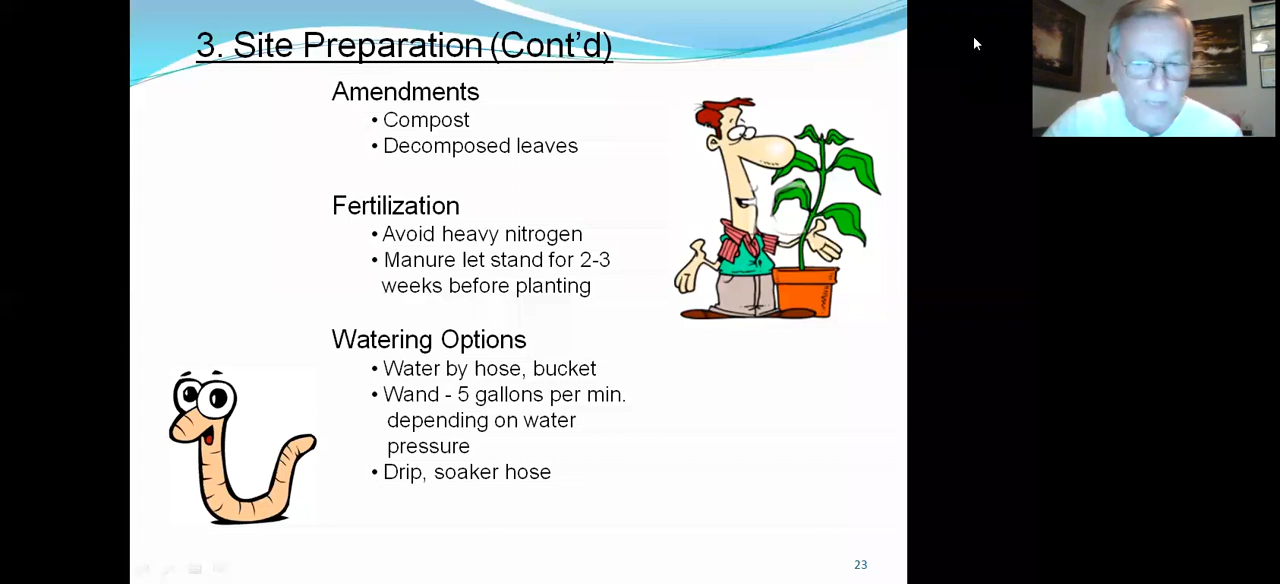 3. Site Preparation (Cont’d)
Amendments
• Compost
• Decomposed leaves
Fertilization
• Avoid heavy nitrogen
• Manure let stand for 2-3
weeks before planting
Watering Options
• Water by hose, bucket
• Wand - 5 gallons per min.
depending on water
pressure
• Drip, soaker hose
23